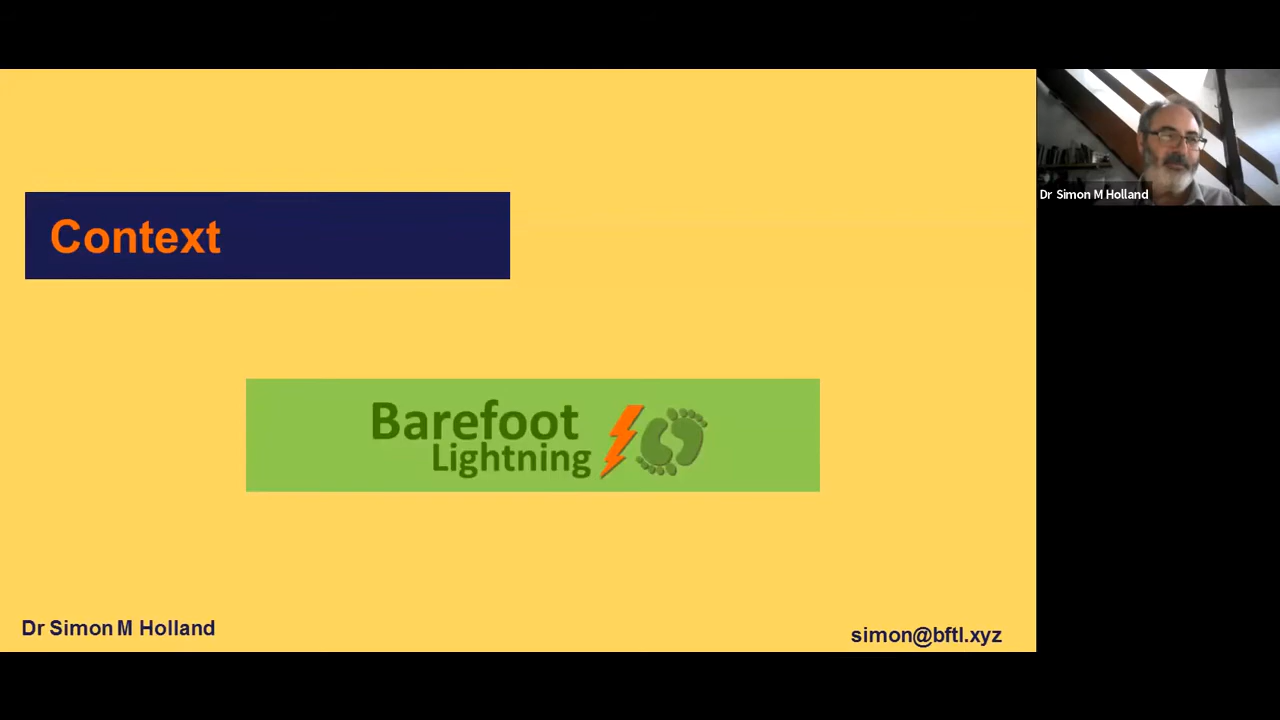 Context
Barefoot
Lightning
Dr Simon M Holland
simon@bftl.xyz
Dr Simon M Holland